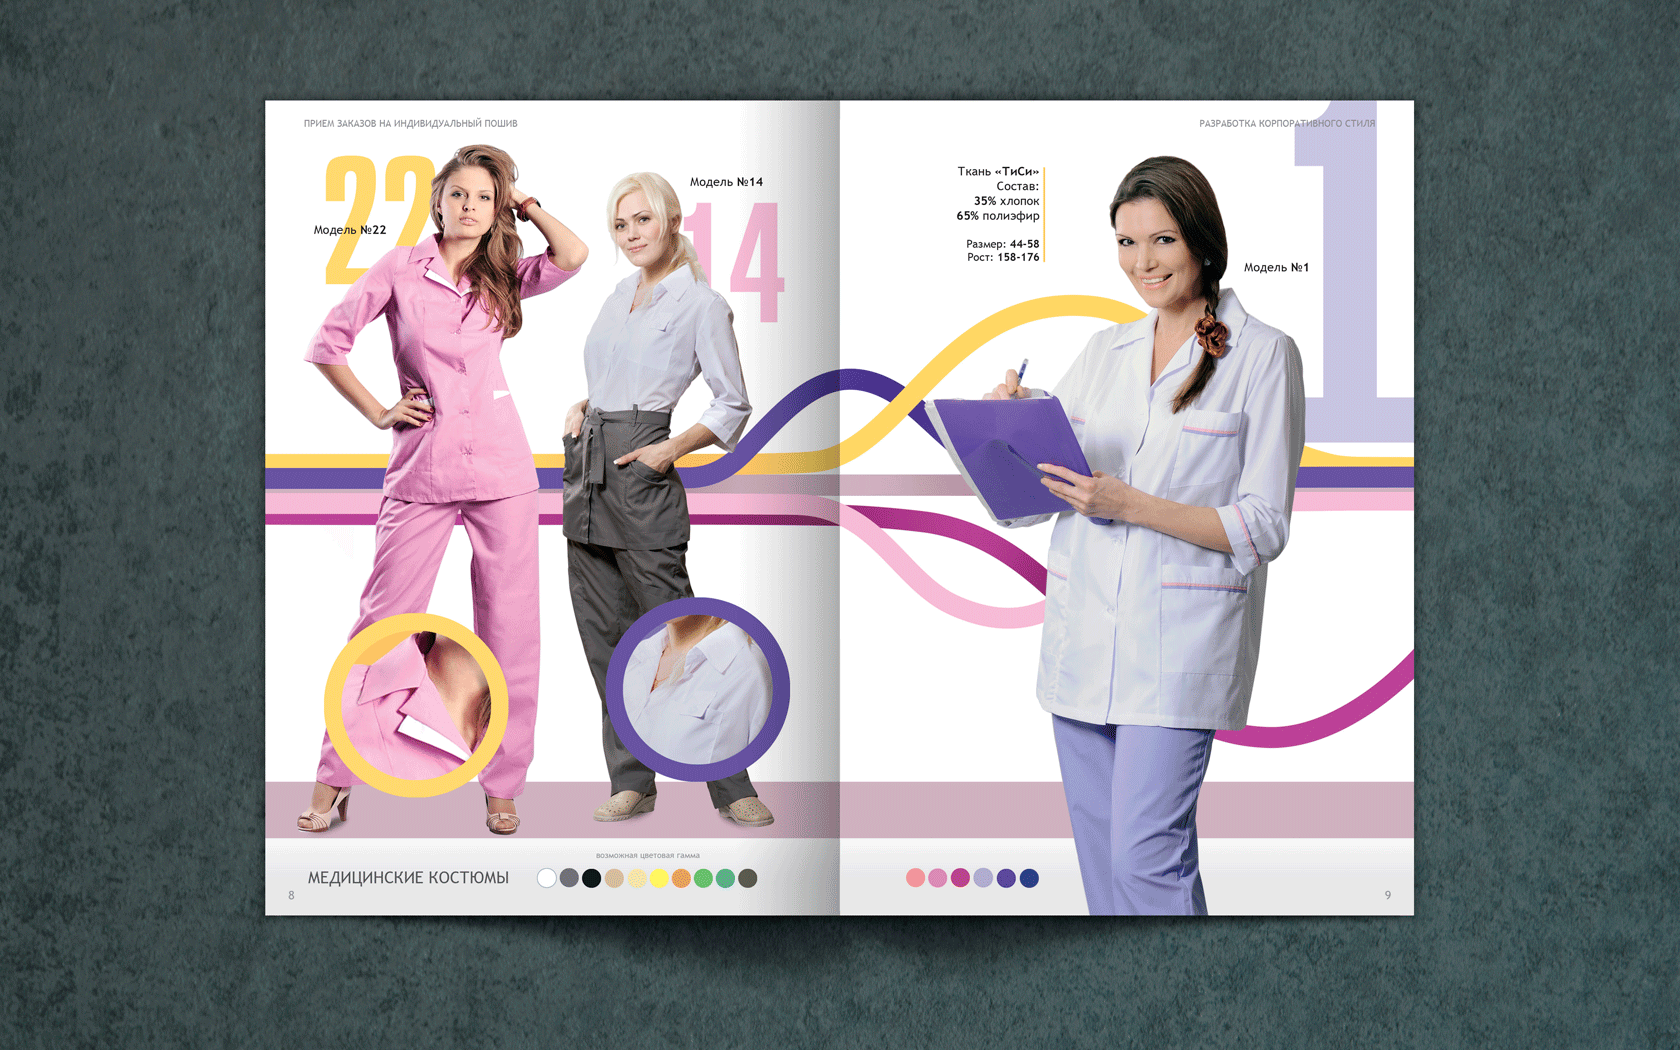 ПРИЕМ ЗАКАЗОВ НА ИНДИВИДУАЛЬНЫЙ ПОШИВ
22
Модель №22
Модель №14
14
МЕДИЦИНСКИЕ КОСТЮМЫ
возможная цветовая гамма
8
РАЗРАБОТКА КОРПОРАТИВНОГО СТИЛЯ
1
Ткань «ТиСи»
Состав:
35% хлопок
65% полиэфир
Размер: 44-58
Рост: 158-176
Модель №1
9